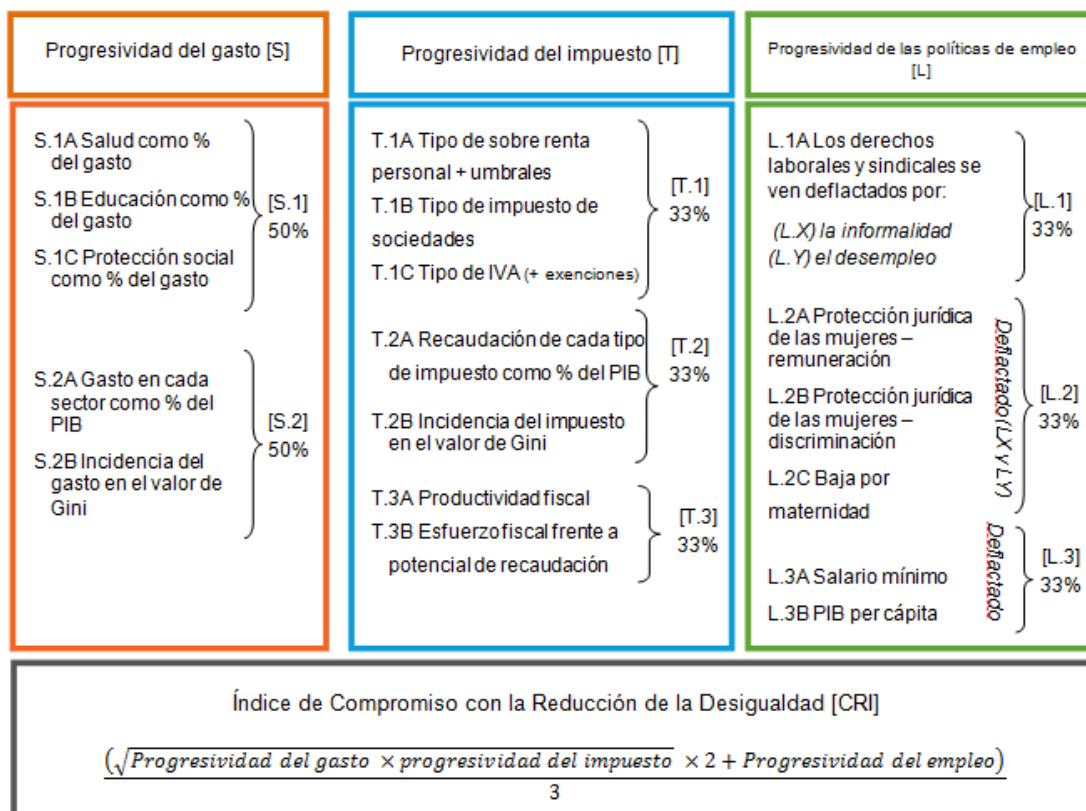 Progresividad del gasto [S]
S.1A Salud como %
del gasto
S.1B Educación como %
del gasto
S.1C Protección social
como % del gasto
[S.1]
50%
S.2A Gasto en cada
sector como % del
PIB
S.2B Incidencia del
gasto en el valor de
Gini
[S.2]
50%
Progresividad del impuesto [T]
T.1A Tipo de sobre renta
personal + umbrales
T.1B Tipo de impuesto de
sociedades
T.1C Tipo de IVA (+ exenciones)
[T.1]
33%
T.2A Recaudación de cada tipo
de impuesto como % del PIB
T.2B Incidencia del impuesto
en el valor de Gini
[T.2]
33%
T.3A Productividad fiscal
T.3B Esfuerzo fiscal frente a
potencial de recaudación
[T.3]
33%
Progresividad de las políticas de empleo
[L]
L.1A Los derechos
laborales y sindicales se
ven deflactados por:
(L.X) la informalidad
(L.Y) el desempleo
[L.1]
33%
L.2A Protección jurídica
de las mujeres –
remuneración
L.2B Protección jurídica
de las mujeres –
discriminación
L.2C Baja por
maternidad
Deflactado (LX y LY)
[L.2]
33%
L.3A Salario mínimo
L.3B PIB per cápita
Deflactado
[L.3]
33%
Índice de Compromiso con la Reducción de la Desigualdad [CRI]
(√Progresividad del gasto × progresividad del impuesto × 2 + Progresividad del empleo)
3